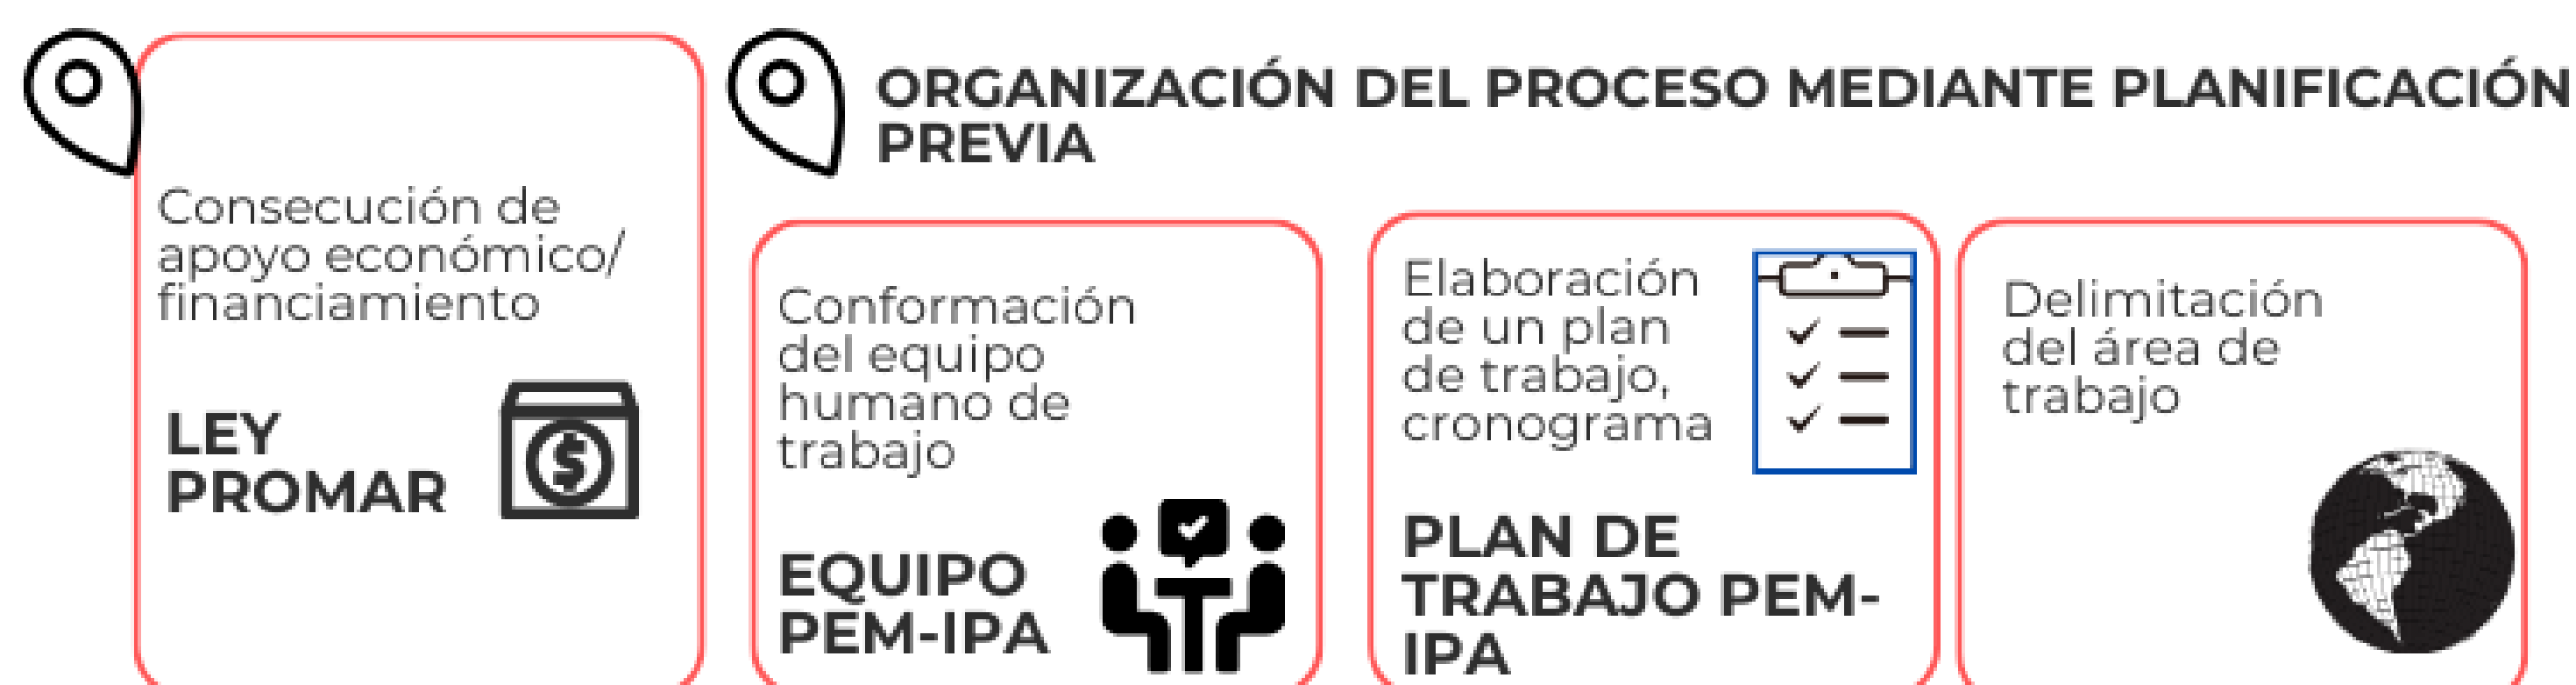 Consecución de
apoyo económico/
financiamiento
LEY
PROMAR
ORGANIZACIÓN DEL PROCESO MEDIANTE PLANIFICACIÓN
PREVIA
Conformación
del equipo
humano de
trabajo
EQUIPO
PEM-IPA
Elaboración
de un plan
de trabajo,
cronograma
PLAN DE
TRABAJO PEM-
IPA
Delimitación
del área de
trabajo